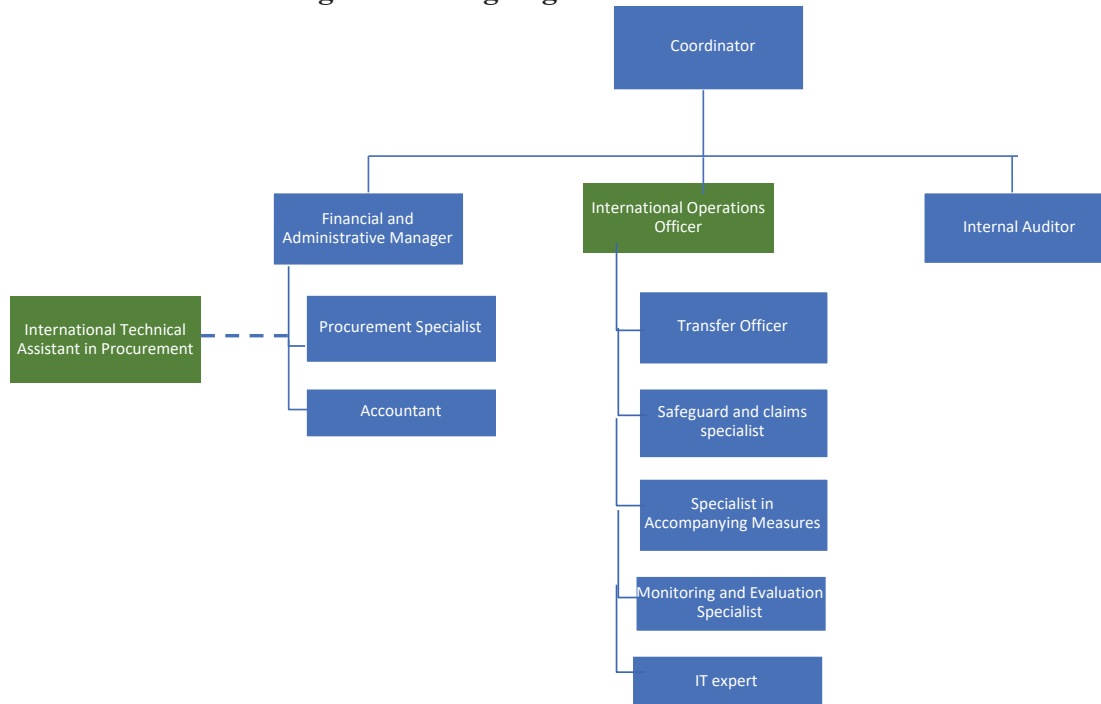 Coordinator
Financial and
Administrative Manager
International Operations
Officer
Internal Auditor
International Technical
Assistant in Procurement
Procurement Specialist
Accountant
Transfer Officer
Safeguard and claims
specialist
Specialist in
Accompanying Measures
Monitoring and Evaluation
Specialist
IT expert